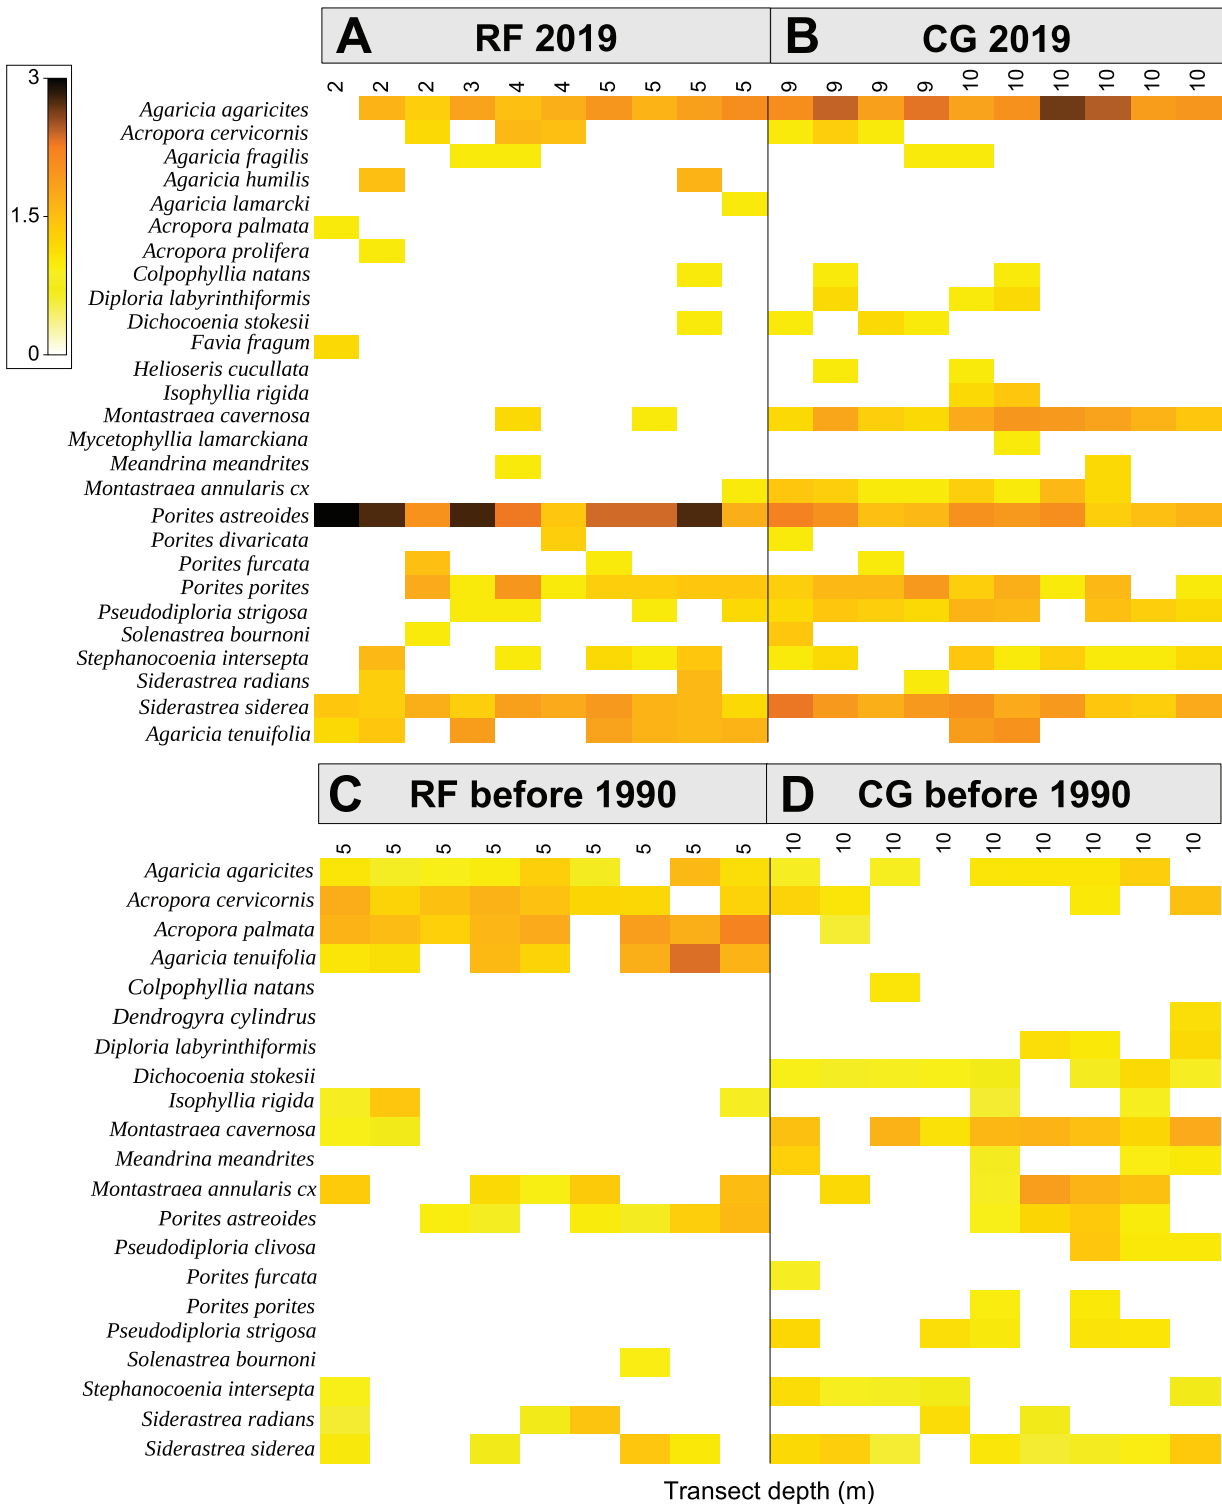 A RF 2019 B CG 2019
2 2 2 3 4 4 5 5 5 5 9 9 9 9 10 10 10 10 10 10
3
1.5
0
Agaricia agaricites
Acropora cervicornis
Agaricia fragilis
Agaricia humilis
Agaricia lamarcki
Acropora palmata
Acropora prolifera
Colpophyllia natans
Diploria labyrinthiformis
Dichocoenia stokesii
Favia fragum
Helioseris cucullata
Isophyllia rigida
Montastraea cavernosa
Mycetophyllia lamarckiana
Meandrina meandrites
Montastraea annularis cx
Porites astreoides
Porites divaricata
Porites furcata
Porites porites
Pseudodiploria strigosa
Solenastrea bournoni
Stephanocoenia intersepta
Siderastrea radians
Siderastrea siderea
Agaricia tenuifolia
C RF before 1990 D CG before 1990
5 5 5 5 5 5 5 5 5 10 10 10 10 10 10 10 10 10
Agaricia agaricites
Acropora cervicornis
Acropora palmata
Agaricia tenuifolia
Colpophyllia natans
Dendrogyra cylindrus
Diploria labyrinthiformis
Dichocoenia stokesii
Isophyllia rigida
Montastraea cavernosa
Meandrina meandrites
Montastraea annularis cx
Porites astreoides
Pseudodiploria clivosa
Porites furcata
Porites porites
Pseudodiploria strigosa
Solenastrea bournoni
Stephanocoenia intersepta
Siderastrea radians
Siderastrea siderea
Transect depth (m)